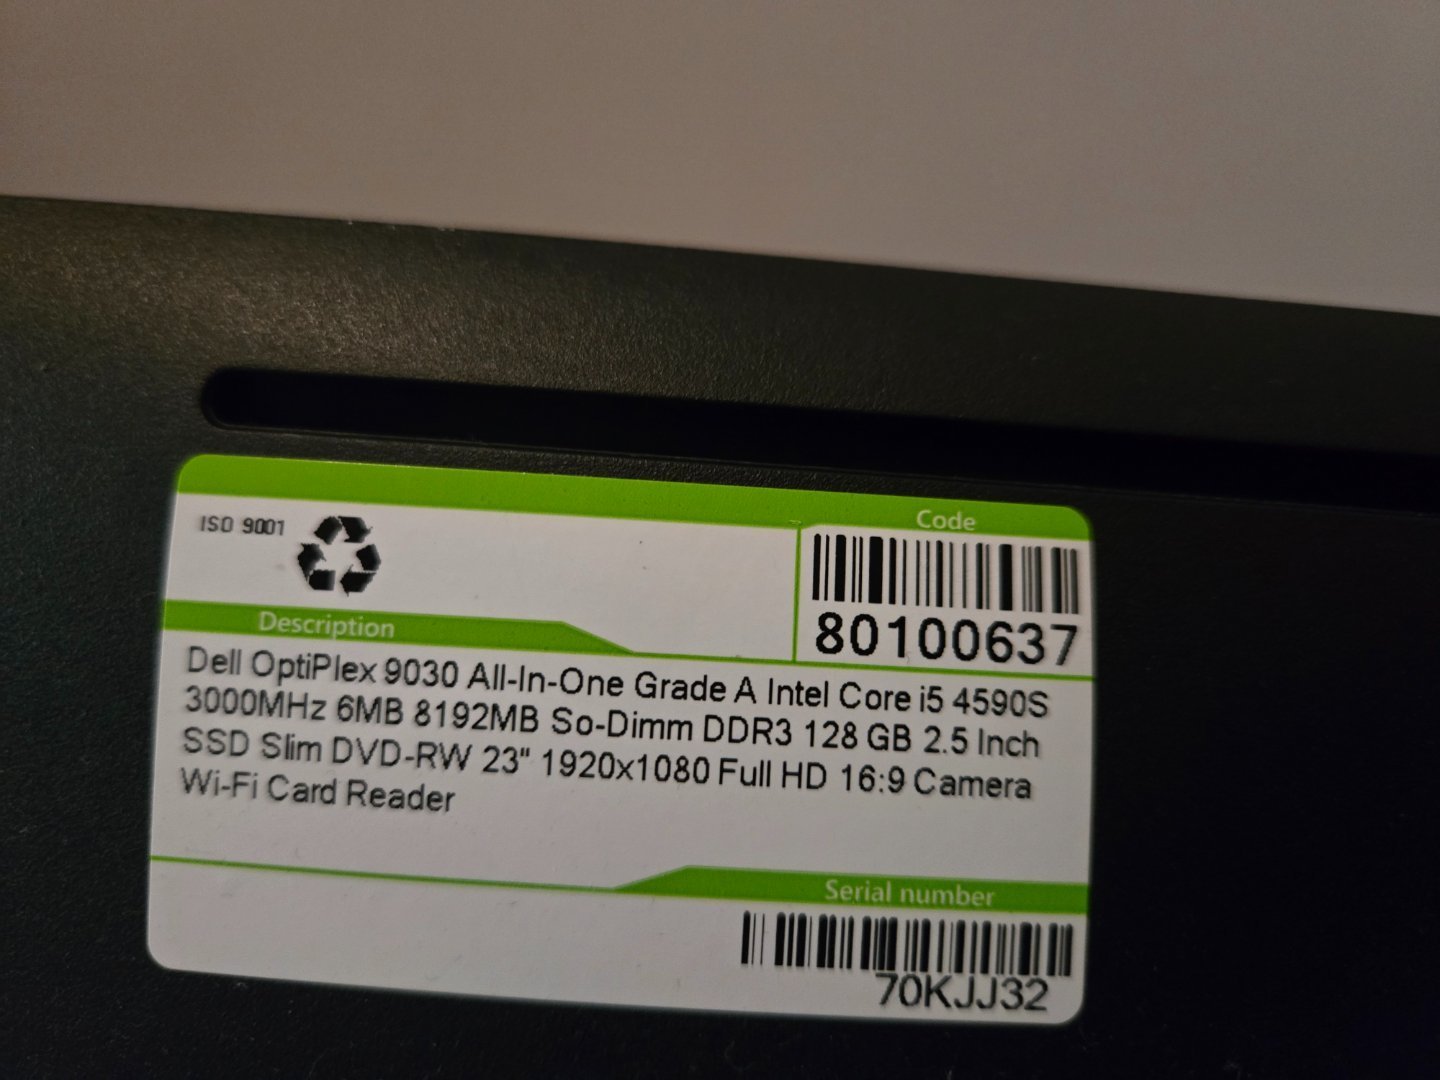 ISO 9001
Code
80100637
Description
Dell OptiPlex 9030 All-In-One Grade A Intel Core i5 4590S
3000MHz 6MB 8192MB So-Dimm DDR3 128 GB 2.5 Inch
SSD Slim DVD-RW 23" 1920x1080 Full HD 16:9 Camera
Wi-Fi Card Reader
Serial number
70KJJ32